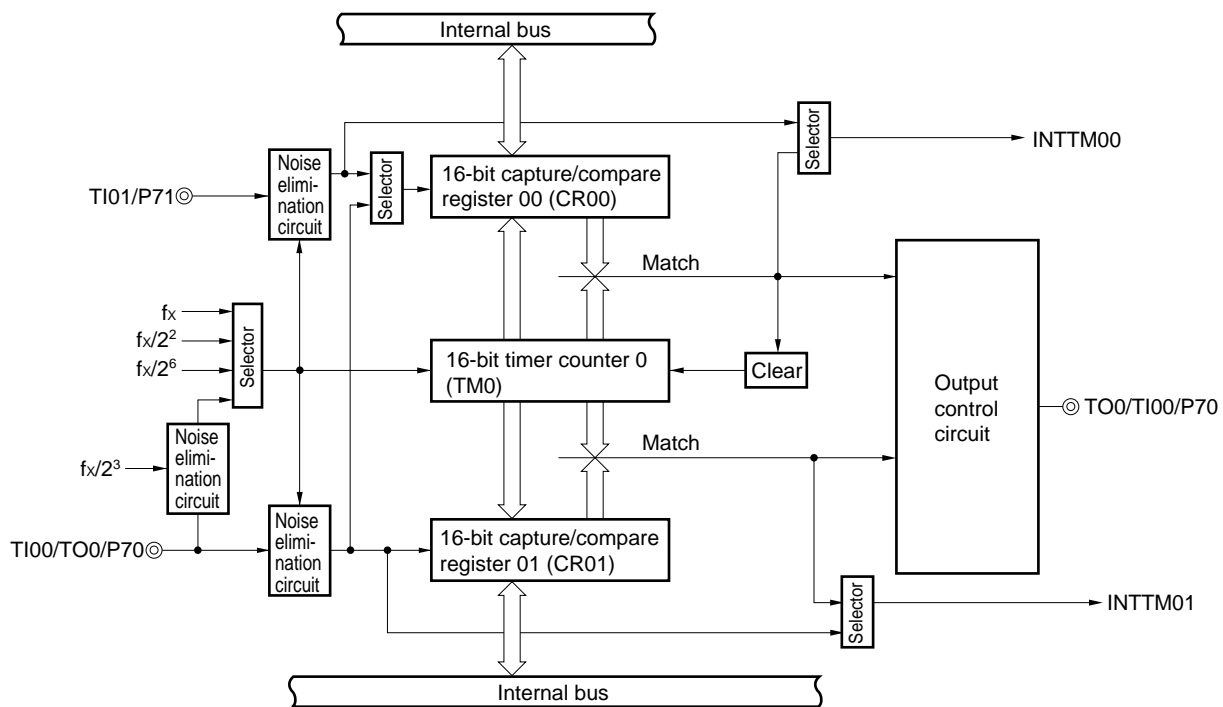 Internal bus
Selector
INTTM00
Noise
elimi-
nation
circuit
Selector
16-bit capture/compare
register 00 (CR00)
TI01/P71
Match
fX
fX/2²
fX/2⁶
Selector
16-bit timer counter 0
(TM0)
Clear
Output
control
circuit
TO0/TI00/P70
fX/2³
Noise
elimi-
nation
circuit
Match
TI00/TO0/P70
Noise
elimi-
nation
circuit
16-bit capture/compare
register 01 (CR01)
Selector
INTTM01
Internal bus